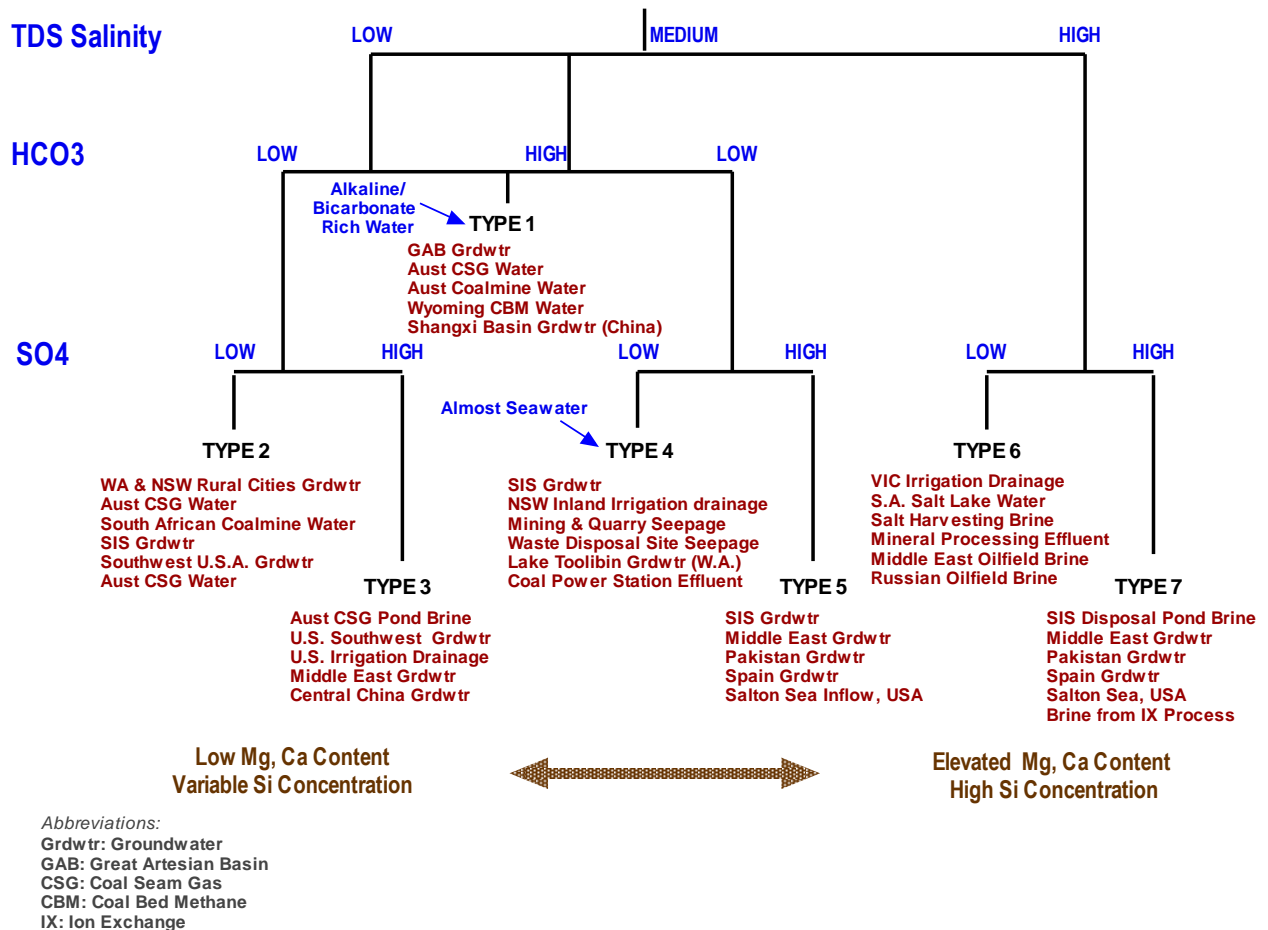 TDS Salinity
LOW
MEDIUM
HIGH
HCO3
LOW
HIGH
LOW
Alkaline/
Bicarbonate
Rich Water
TYPE 1
GAB Grdwtr
Aust CSG Water
Aust Coalmine Water
Wyoming CBM Water
Shangxi Basin Grdwtr (China)
SO4
LOW
HIGH
LOW
HIGH
LOW
HIGH
Almost Seawater
TYPE 2
WA & NSW Rural Cities Grdwtr
Aust CSG Water
South African Coalmine Water
SIS Grdwtr
Southwest U.S.A. Grdwtr
Aust CSG Water
TYPE 3
Aust CSG Pond Brine
U.S. Southwest Grdwtr
U.S. Irrigation Drainage
Middle East Grdwtr
Central China Grdwtr
TYPE 4
SIS Grdwtr
NSW Inland Irrigation drainage
Mining & Quarry Seepage
Waste Disposal Site Seepage
Lake Toolibin Grdwtr (W.A.)
Coal Power Station Effluent
TYPE 5
SIS Grdwtr
Middle East Grdwtr
Pakistan Grdwtr
Spain Grdwtr
Salton Sea Inflow, USA
TYPE 6
VIC Irrigation Drainage
S.A. Salt Lake Water
Salt Harvesting Brine
Mineral Processing Effluent
Middle East Oilfield Brine
Russian Oilfield Brine
TYPE 7
SIS Disposal Pond Brine
Middle East Grdwtr
Pakistan Grdwtr
Spain Grdwtr
Salton Sea, USA
Brine from IX Process
Low Mg, Ca Content
Variable Si Concentration
Elevated Mg, Ca Content
High Si Concentration
Abbreviations:
Grdwtr: Groundwater
GAB: Great Artesian Basin
CSG: Coal Seam Gas
CBM: Coal Bed Methane
IX: Ion Exchange